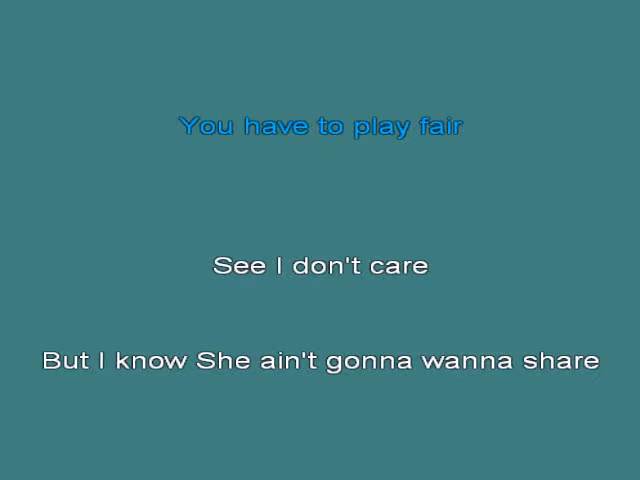 You have to play fair
See I don't care
But I know She ain't gonna wanna share